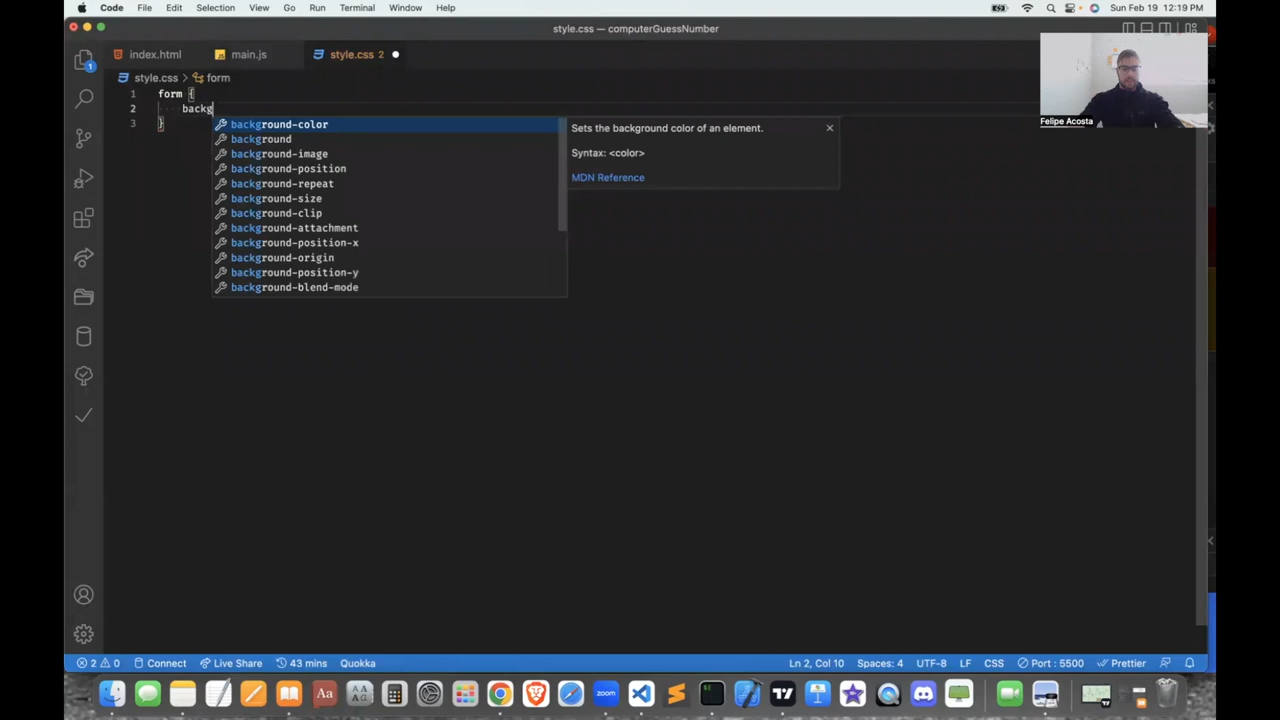 Code File Edit Selection View Go Run Terminal Window Help Sun Feb 19 12:19 PM
style.css — computerGuessNumber
index.html main.js style.css 2
style.css > form
1 form {
2 backg
3 }
background-color
background
background-image
background-position
background-repeat
background-size
background-clip
background-attachment
background-position-x
background-origin
background-position-y
background-blend-mode
Sets the background color of an element.
Syntax: <color>
MDN Reference
Felipe Acosta
1
2 0 Connect Live Share 43 mins Quokka Ln 2, Col 10 Spaces: 4 UTF-8 LF CSS Port : 5500 Prettier
Aa
zoom